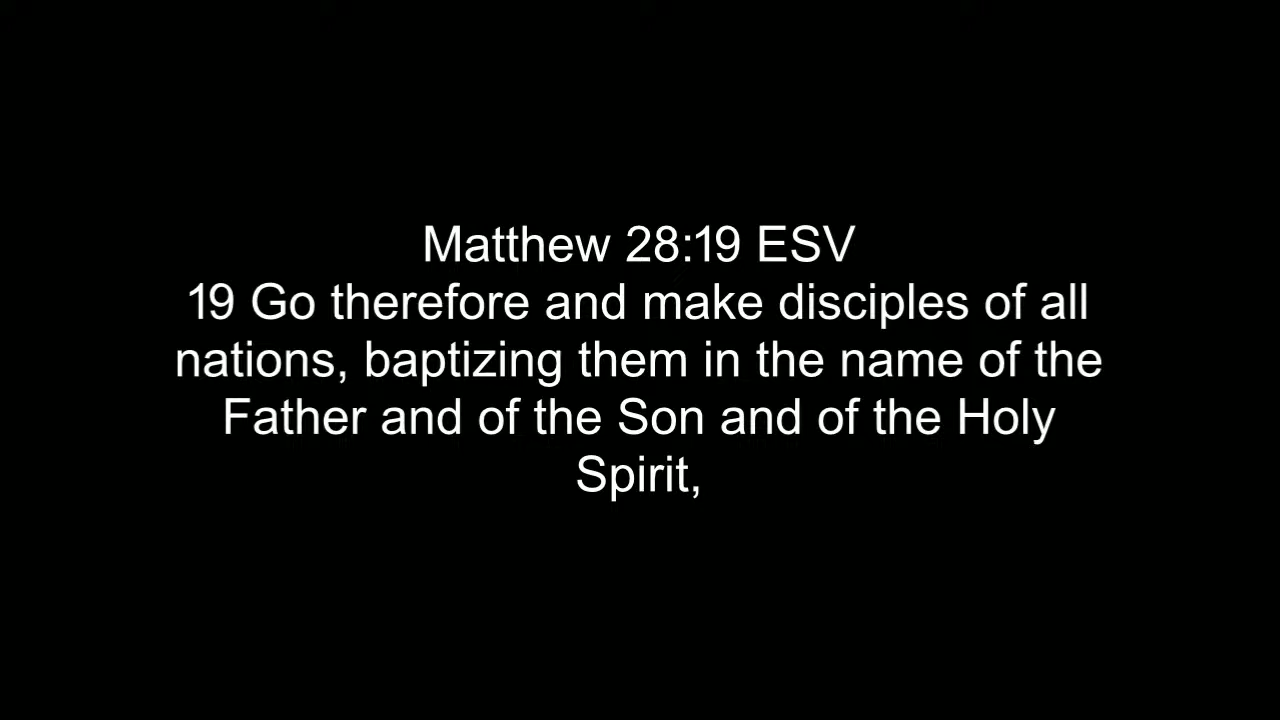 Matthew 28:19 ESV
19 Go therefore and make disciples of all
nations, baptizing them in the name of the
Father and of the Son and of the Holy
Spirit,